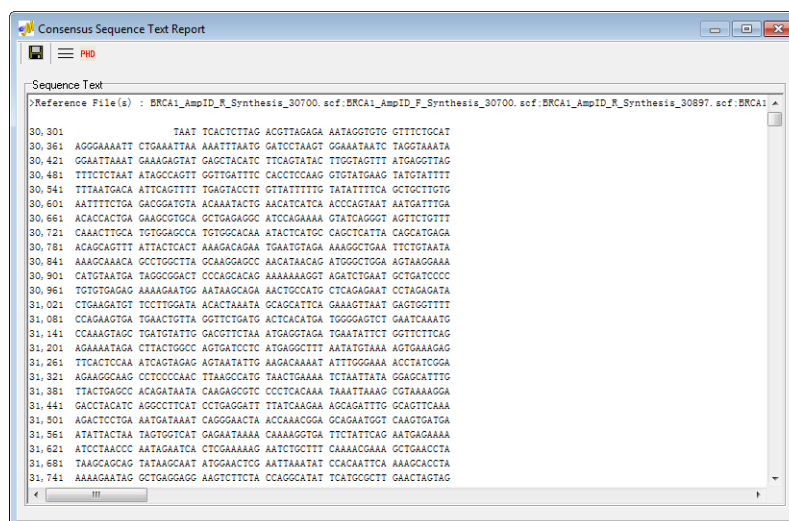 Consensus Sequence Text Report
PHD
Sequence Text
>Reference File(s) : BRCA1_AmpID_R_Synthesis_30700.scf;BRCA1_AmpID_F_Synthesis_30700.scf;BRCA1_AmpID_R_Synthesis_30897.scf;BRCA1
30,301 TAAT TCACTCTTAG ACGTTAGAGA AATAGGTGTG GTTTCTGCAT
30,361 AGGGAAAATT CTGAAATTAA AAATTTAATG GATCCTAAGT GGAAATAATC TAGGTAAATA
30,421 GGAATTAAAT GAAAGAGTAT GAGCTACATC TTCAGTATAC TTGGTAGTTT ATGAGGTTAG
30,481 TTTCTCTAAT ATAGCCAGTT GGTTGATTTC CACCTCCAAG GTGTATGAAG TATGTATTTT
30,541 TTTAATGACA ATTCAGTTTT TGAGTACCTT GTTATTTTTG TATATTTTCA GCTGCTTGTG
30,601 AATTTTCTGA GACGGATGTA ACAAATACTG AACATCATCA ACCCAGTAAT AATGATTTGA
30,661 ACACCACTGA GAAGCGTGCA GCTGAGAGGC ATCCAGAAAA GTATCAGGGT AGTTCTGTTT
30,721 CAAACTTGCA TGTGGAGCCA TGTGGCACAA ATACTCATGC CAGCTCATTA CAGCATGAGA
30,781 ACAGCAGTTT ATTACTCACT AAAGACAGAA TGAATGTAGA AAAGGCTGAA TTCTGTAATA
30,841 AAAGCAAACA GCCTGGCTTA GCAAGGAGCC AACATAACAG ATGGGCTGGA AGTAAGGAAA
30,901 CATGTAATGA TAGGCGGACT CCCAGCACAG AAAAAAAGGT AGATCTGAAT GCTGATCCCC
30,961 TGTGTGAGAG AAAAGAATGG AATAAGCAGA AACTGCCATG CTCAGAGAAT CCTAGAGATA
31,021 CTGAAGATGT TCCTTGGATA ACACTAAATA GCAGCATTCA GAAAGTTAAT GAGTGGTTTT
31,081 CCAGAAGTGA TGAACTGTTA GGTTCTGATG ACTCACATGA TGGGGAGTCT GAATCAAATG
31,141 CCAAAGTAGC TGATGTATTG GACGTTCTAA ATGAGGTAGA TGAATATTCT GGTTCTTCAG
31,201 AGAAAATAGA CTTACTGGCC AGTGATCCTC ATGAGGCTTT AATATGTAAA AGTGAAAGAG
31,261 TTCACTCCAA ATCAGTAGAG AGTAATATTG AAGACAAAAT ATTTGGGAAA ACCTATCGGA
31,321 AGAAGGCAAG CCTCCCCAAC TTAAGCCATG TAACTGAAAA TCTAATTATA GGAGCATTTG
31,381 TTACTGAGCC ACAGATAATA CAAGAGCGTC CCCTCACAAA TAAATTAAAG CGTAAAAGGA
31,441 GACCTACATC AGGCCTTCAT CCTGAGGATT TTATCAAGAA AGCAGATTTG GCAGTTCAAA
31,501 AGACTCCTGA AATGATAAAT CAGGGAACTA ACCAAACGGA GCAGAATGGT CAAGTGATGA
31,561 ATATTACTAA TAGTGGTCAT GAGAATAAAA CAAAAGGTGA TTCTATTCAG AATGAGAAAA
31,621 ATCCTAACCC AATAGAATCA CTCGAAAAAG AATCTGCTTT CAAAACGAAA GCTGAACCTA
31,681 TAAGCAGCAG TATAAGCAAT ATGGAACTCG AATTAAATAT CCACAATTCA AAAGCACCTA
31,741 AAAAGAATAG GCTGAGGAGG AAGTCTTCTA CCAGGCATAT TCATGCGCTT GAACTAGTAG